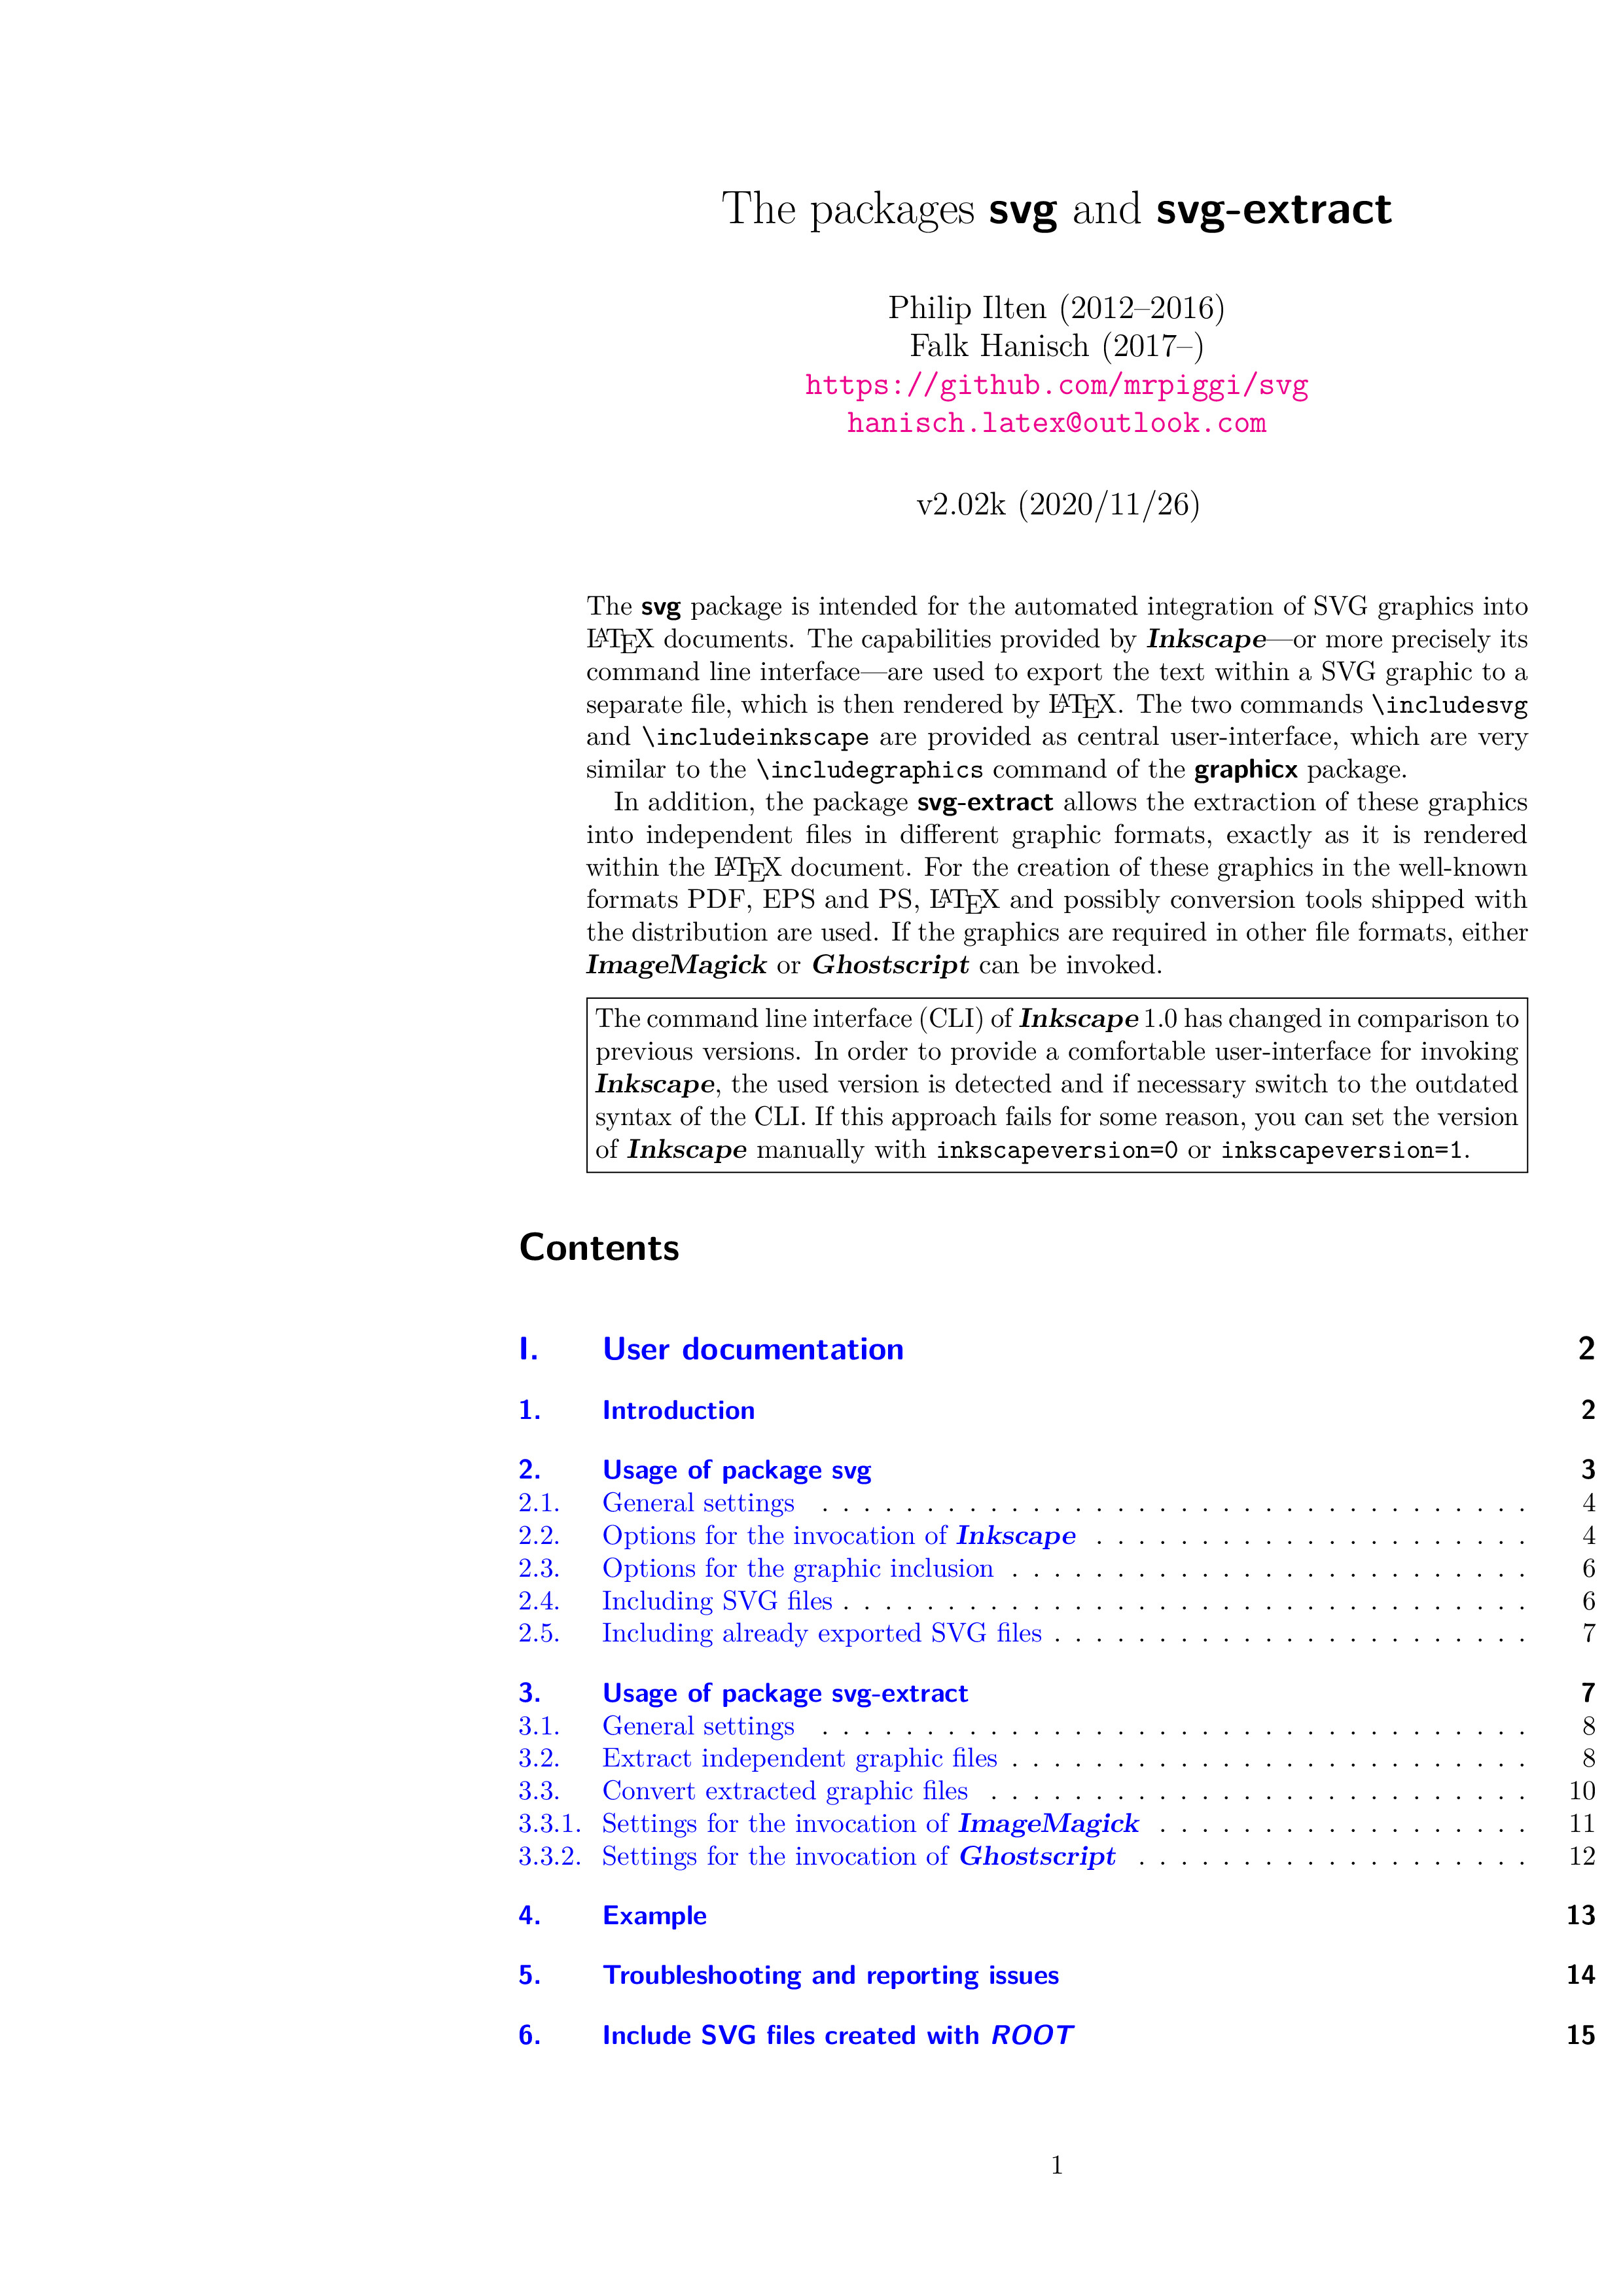 The packages svg and svg-extract
Philip Ilten (2012–2016)
Falk Hanisch (2017–)
https://github.com/mrpiggi/svg
hanisch.latex@outlook.com
v2.02k (2020/11/26)
The svg package is intended for the automated integration of SVG graphics into
LATEX documents. The capabilities provided by Inkscape—or more precisely its
command line interface—are used to export the text within a SVG graphic to a
separate file, which is then rendered by LATEX. The two commands \includesvg
and \includeinkscape are provided as central user-interface, which are very
similar to the \includegraphics command of the graphicx package.
In addition, the package svg-extract allows the extraction of these graphics
into independent files in different graphic formats, exactly as it is rendered
within the LATEX document. For the creation of these graphics in the well-known
formats PDF, EPS and PS, LATEX and possibly conversion tools shipped with
the distribution are used. If the graphics are required in other file formats, either
ImageMagick or Ghostscript can be invoked.
The command line interface (CLI) of Inkscape 1.0 has changed in comparison to
previous versions. In order to provide a comfortable user-interface for invoking
Inkscape, the used version is detected and if necessary switch to the outdated
syntax of the CLI. If this approach fails for some reason, you can set the version
of Inkscape manually with inkscapeversion=0 or inkscapeversion=1.
Contents
I. User documentation 2
1. Introduction 2
2. Usage of package svg 3
2.1. General settings . . . . . . . . . . . . . . . . . . . . . . . . . . . . . . . . . . 4
2.2. Options for the invocation of Inkscape . . . . . . . . . . . . . . . . . . . . . 4
2.3. Options for the graphic inclusion . . . . . . . . . . . . . . . . . . . . . . . . . 6
2.4. Including SVG files . . . . . . . . . . . . . . . . . . . . . . . . . . . . . . . . . 6
2.5. Including already exported SVG files . . . . . . . . . . . . . . . . . . . . . . . 7
3. Usage of package svg-extract 7
3.1. General settings . . . . . . . . . . . . . . . . . . . . . . . . . . . . . . . . . . 8
3.2. Extract independent graphic files . . . . . . . . . . . . . . . . . . . . . . . . . 8
3.3. Convert extracted graphic files . . . . . . . . . . . . . . . . . . . . . . . . . . 10
3.3.1. Settings for the invocation of ImageMagick . . . . . . . . . . . . . . . . . . 11
3.3.2. Settings for the invocation of Ghostscript . . . . . . . . . . . . . . . . . . . 12
4. Example 13
5. Troubleshooting and reporting issues 14
6. Include SVG files created with ROOT 15
1